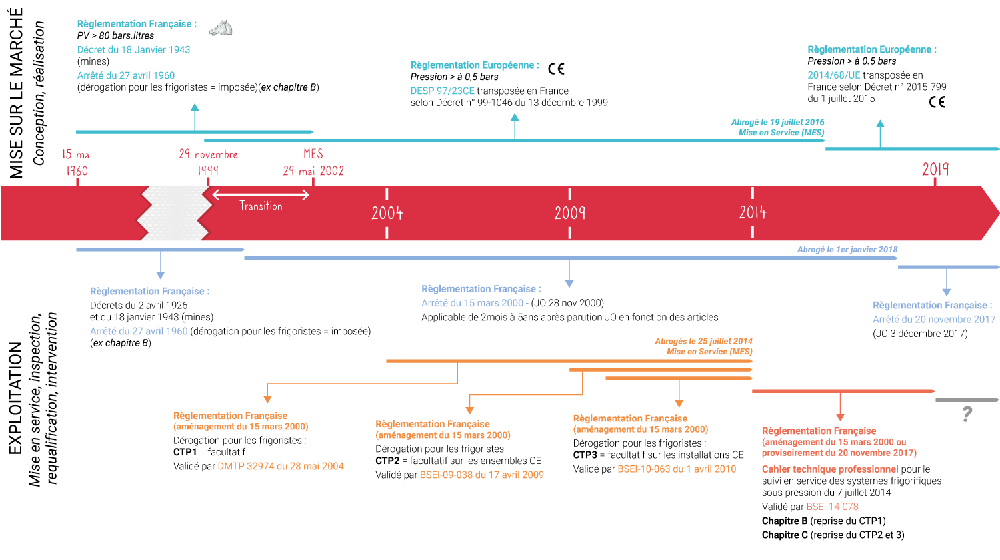 MISE SUR LE MARCHÉ
Conception, réalisation
Règlementation Française :
PV > 80 bars.litres
Décret du 18 Janvier 1943
(mines)
Arrêté du 27 avril 1960
(dérogation pour les frigoristes = imposée)(ex chapitre B)
Règlementation Européenne :
CE
Pression > à 0,5 bars
DESP 97/23CE transposée en France
selon Décret n° 99-1046 du 13 décembre 1999
Règlementation Européenne :
Pression > à 0.5 bars
2014/68/UE transposée en
France selon Décret n° 2015-799
du 1 juillet 2015
CE
Abrogé le 19 juillet 2016
Mise en Service (MES)
15 mai
1960
29 novembre
1999
MES
29 mai 2002
2019
Transition
2004
2009
2014
EXPLOITATION
Mise en service, inspection,
requalification, intervention
Abrogé le 1er janvier 2018
Règlementation Française :
Décrets du 2 avril 1926
et du 18 janvier 1943 (mines)
Arrêté du 27 avril 1960 (dérogation pour les frigoristes = imposée)
(ex chapitre B)
Règlementation Française :
Arrêté du 15 mars 2000 - (JO 28 nov 2000)
Applicable de 2mois à 5ans après parution JO en fonction des articles
Règlementation Française :
Arrêté du 20 novembre 2017
(JO 3 décembre 2017)
Abrogés le 25 juillet 2014
Mise en Service (MES)
Règlementation Française
(aménagement du 15 mars 2000)
Dérogation pour les frigoristes :
CTP1 = facultatif
Validé par DMTP 32974 du 28 mai 2004
Règlementation Française
(aménagement du 15 mars 2000)
Dérogation pour les frigoristes
CTP2 = facultatif sur les ensembles CE
Validé par BSEI-09-038 du 17 avril 2009
Règlementation Française
(aménagement du 15 mars 2000)
Dérogation pour les frigoristes :
CTP3 = facultatif sur les installations CE
Validé par BSEI-10-063 du 1 avril 2010
Règlementation Française
(aménagement du 15 mars 2000 ou
provisoirement du 20 novembre 2017)
Cahier technique professionnel pour le
suivi en service des systèmes frigorifiques
sous pression du 7 juillet 2014
Validé par BSEI 14-078
Chapitre B (reprise du CTP1)
Chapitre C (reprise du CTP2 et 3)
?